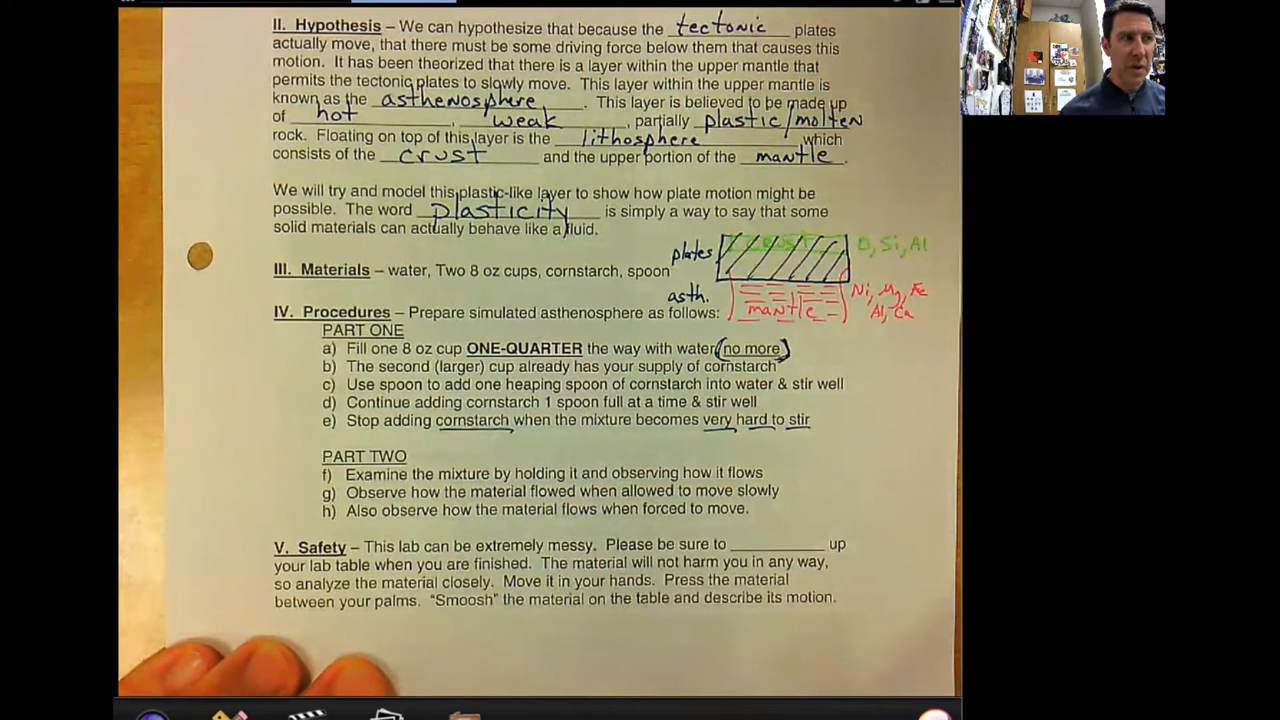 II. Hypothesis – We can hypothesize that because the tectonic plates
actually move, that there must be some driving force below them that causes this
motion. It has been theorized that there is a layer within the upper mantle that
permits the tectonic plates to slowly move. This layer within the upper mantle is
known as the asthenosphere. This layer is believed to be made up
of hot, weak, partially plastic/molten
rock. Floating on top of this layer is the lithosphere which
consists of the crust and the upper portion of the mantle.
We will try and model this plastic-like layer to show how plate motion might be
possible. The word plasticity is simply a way to say that some
solid materials can actually behave like a fluid.
plates crust O, Si, Al
III. Materials – water, Two 8 oz cups, cornstarch, spoon
asth. mantle Ni, Mg, Fe
Al, Ca
IV. Procedures – Prepare simulated asthenosphere as follows:
PART ONE
a) Fill one 8 oz cup ONE-QUARTER the way with water (no more)
b) The second (larger) cup already has your supply of cornstarch
c) Use spoon to add one heaping spoon of cornstarch into water & stir well
d) Continue adding cornstarch 1 spoon full at a time & stir well
e) Stop adding cornstarch when the mixture becomes very hard to stir
PART TWO
f) Examine the mixture by holding it and observing how it flows
g) Observe how the material flowed when allowed to move slowly
h) Also observe how the material flows when forced to move.
V. Safety – This lab can be extremely messy. Please be sure to __________ up
your lab table when you are finished. The material will not harm you in any way,
so analyze the material closely. Move it in your hands. Press the material
between your palms. “Smoosh” the material on the table and describe its motion.